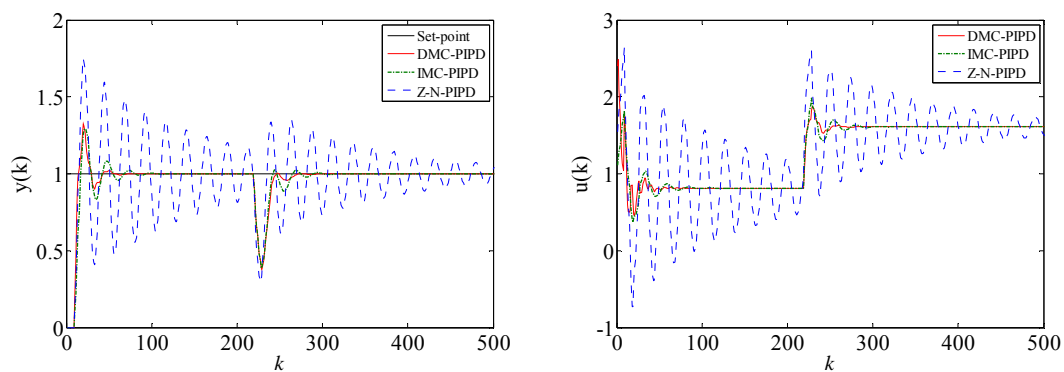 2
1.5
1
0.5
0
y(k)
0 100 200 300 400 500
k
Set-point
DMC-PIPD
IMC-PIPD
Z-N-PIPD
3
2
1
0
-1
u(k)
0 100 200 300 400 500
k
DMC-PIPD
IMC-PIPD
Z-N-PIPD